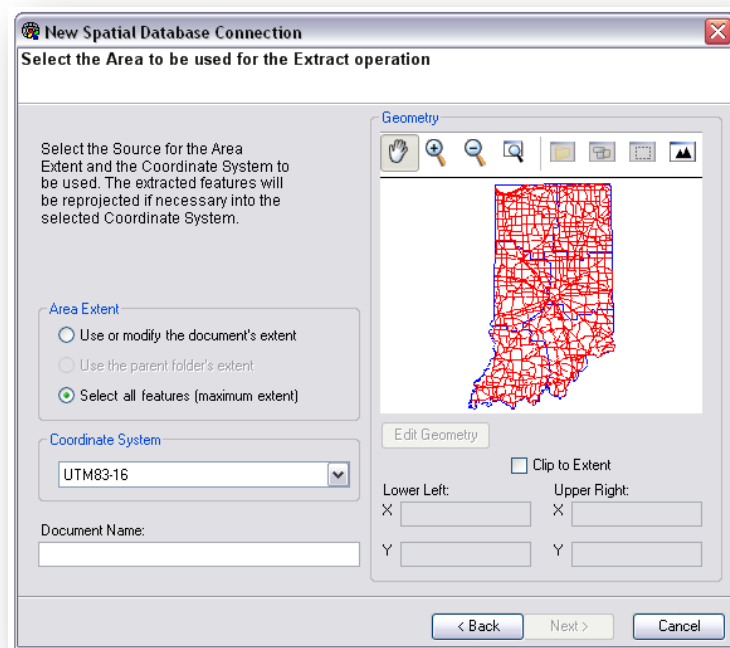 New Spatial Database Connection
Select the Area to be used for the Extract operation
Select the Source for the Area
Extent and the Coordinate System to
be used. The extracted features will
be reprojected if necessary into the
selected Coordinate System.
Area Extent
Use or modify the document's extent
Use the parent folder's extent
Select all features (maximum extent)
Coordinate System
UTM83-16
Document Name:
Geometry
Edit Geometry
Clip to Extent
Lower Left:
Upper Right:
X
X
Y
Y
< Back
Next >
Cancel